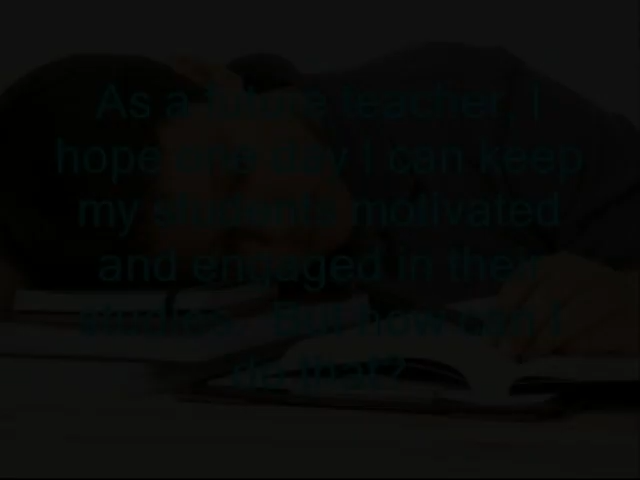 As a future teacher, I
hope one day I can keep
my students motivated
and engaged in their
studies. But how can I
do that?